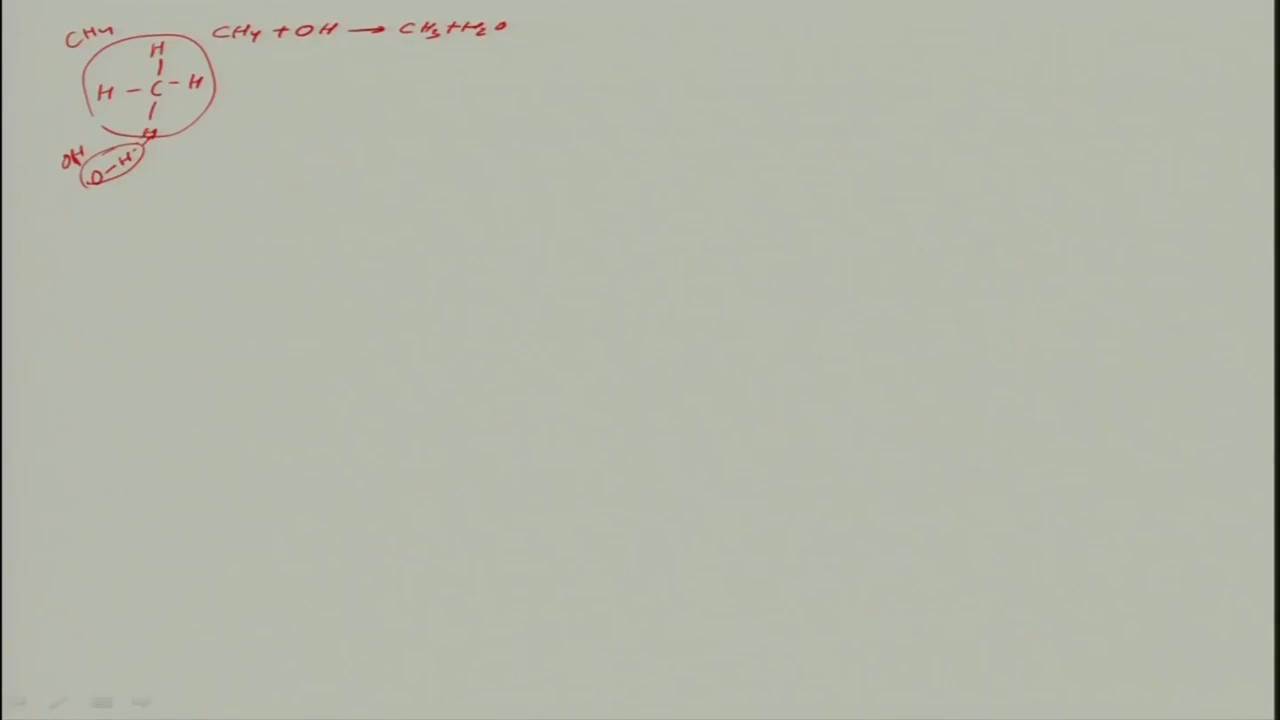 CH4 CH4 + OH → CH3 + H2O
H
H - C - H
H
OH
O - H